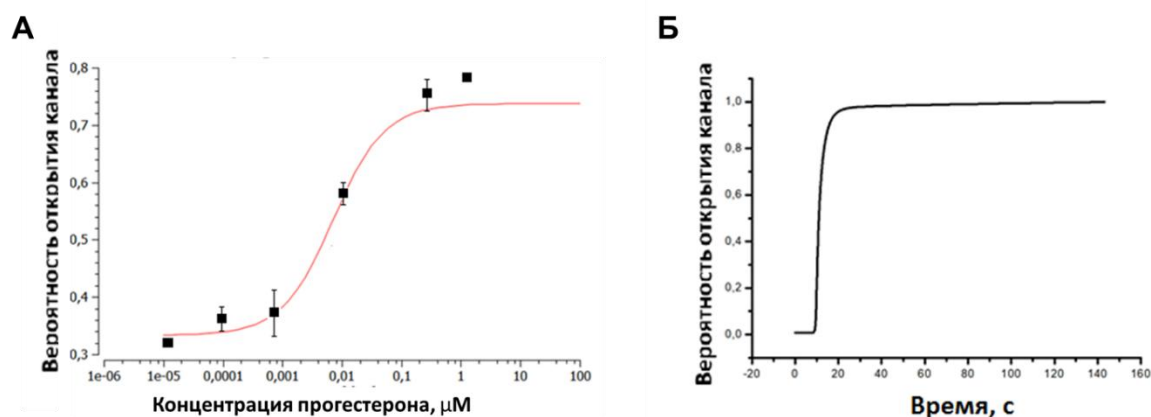 А
Вероятность открытия канала
0,8
0,7
0,6
0,5
0,4
0,3
1e-06 1e-05 0,0001 0,001 0,01 0,1 1 10 100
Концентрация прогестерона, μM
Б
Вероятность открытия канала
1,0
0,8
0,6
0,4
0,2
0,0
-20 0 20 40 60 80 100 120 140 160
Время, с